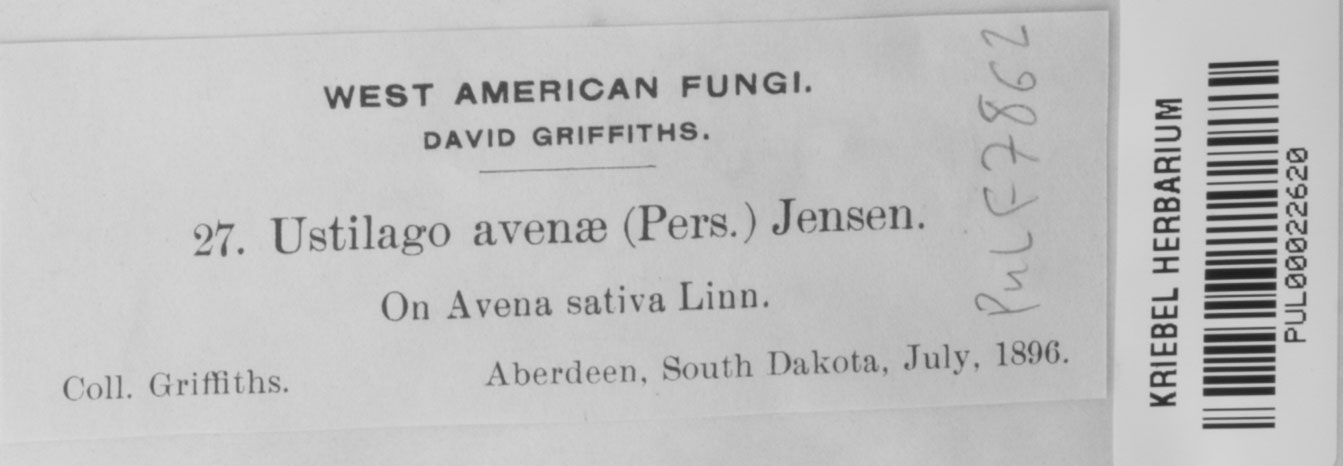 WEST AMERICAN FUNGI.
DAVID GRIFFITHS.
27. Ustilago avenæ (Pers.) Jensen.
On Avena sativa Linn.
Coll. Griffiths.
Aberdeen, South Dakota, July, 1896.
PUL F7862
KRIEBEL HERBARIUM
PUL00022620